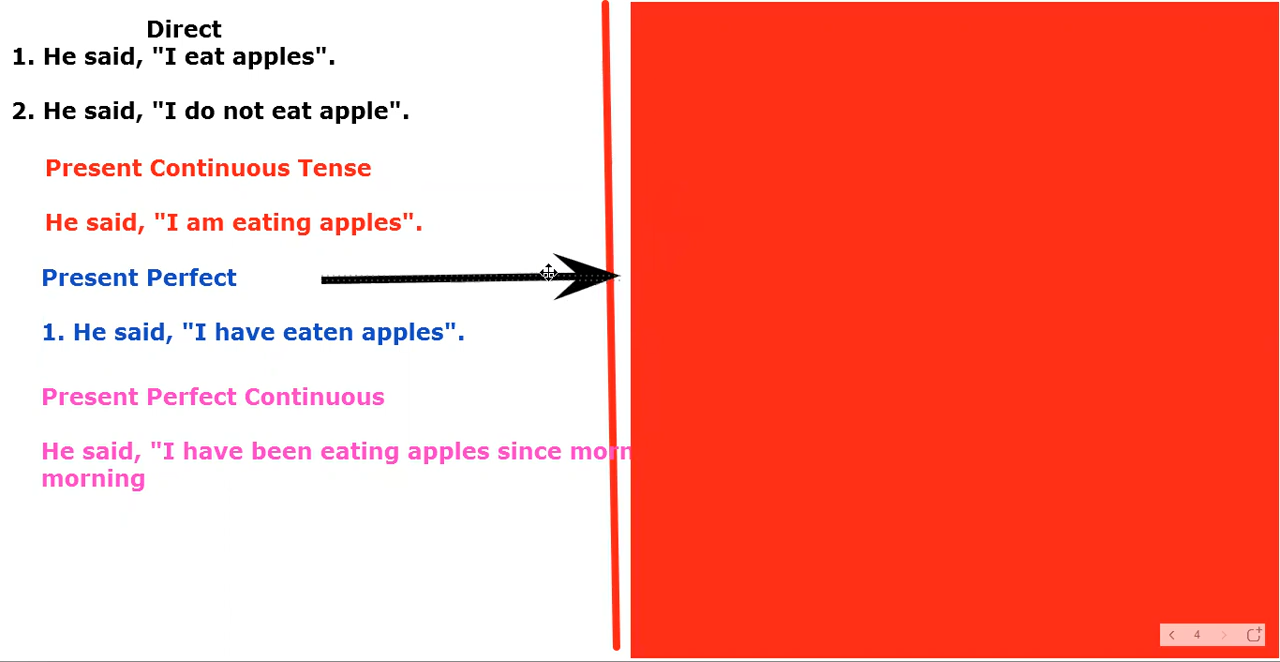 Direct
1. He said, "I eat apples".
2. He said, "I do not eat apple".
Present Continuous Tense
He said, "I am eating apples".
Present Perfect
1. He said, "I have eaten apples".
Present Perfect Continuous
He said, "I have been eating apples since morn
morning
4